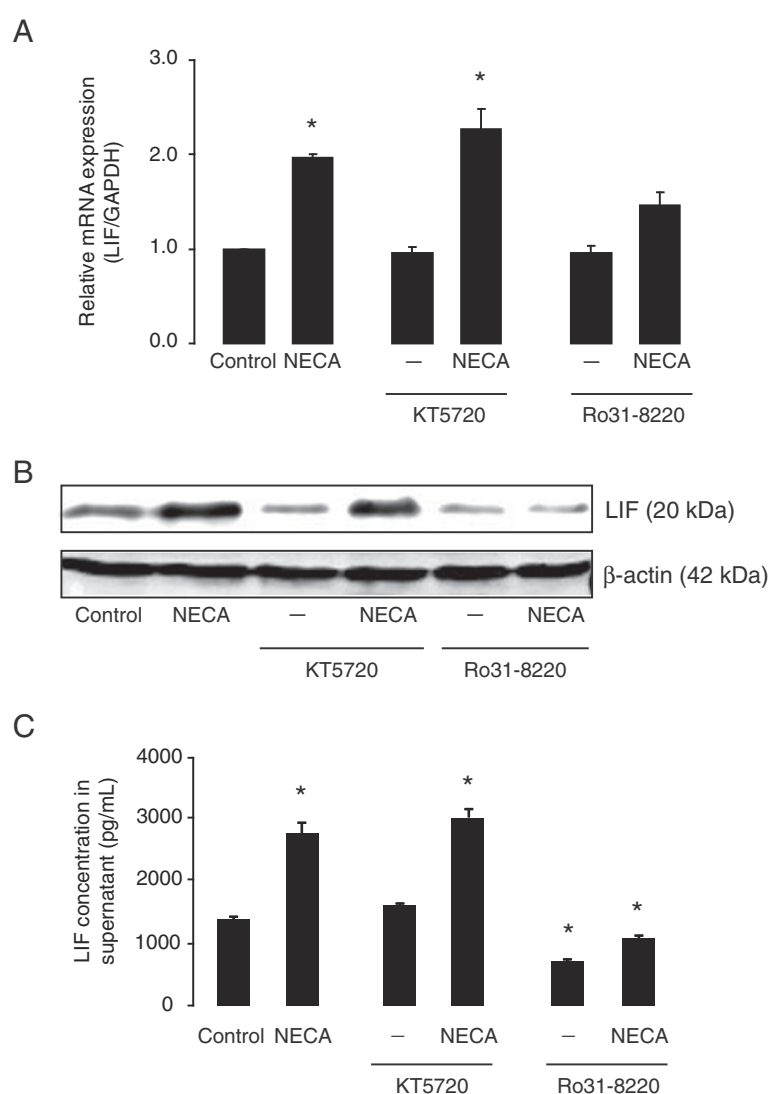 A
Relative mRNA expression
(LIF/GAPDH)
3.0
2.0
1.0
0.0
*
*
Control NECA — NECA — NECA
KT5720 Ro31-8220
B
LIF (20 kDa)
β-actin (42 kDa)
Control NECA — NECA — NECA
KT5720 Ro31-8220
C
LIF concentration in
supernatant (pg/mL)
4000
3000
2000
1000
0
*
*
*
*
Control NECA — NECA — NECA
KT5720 Ro31-8220